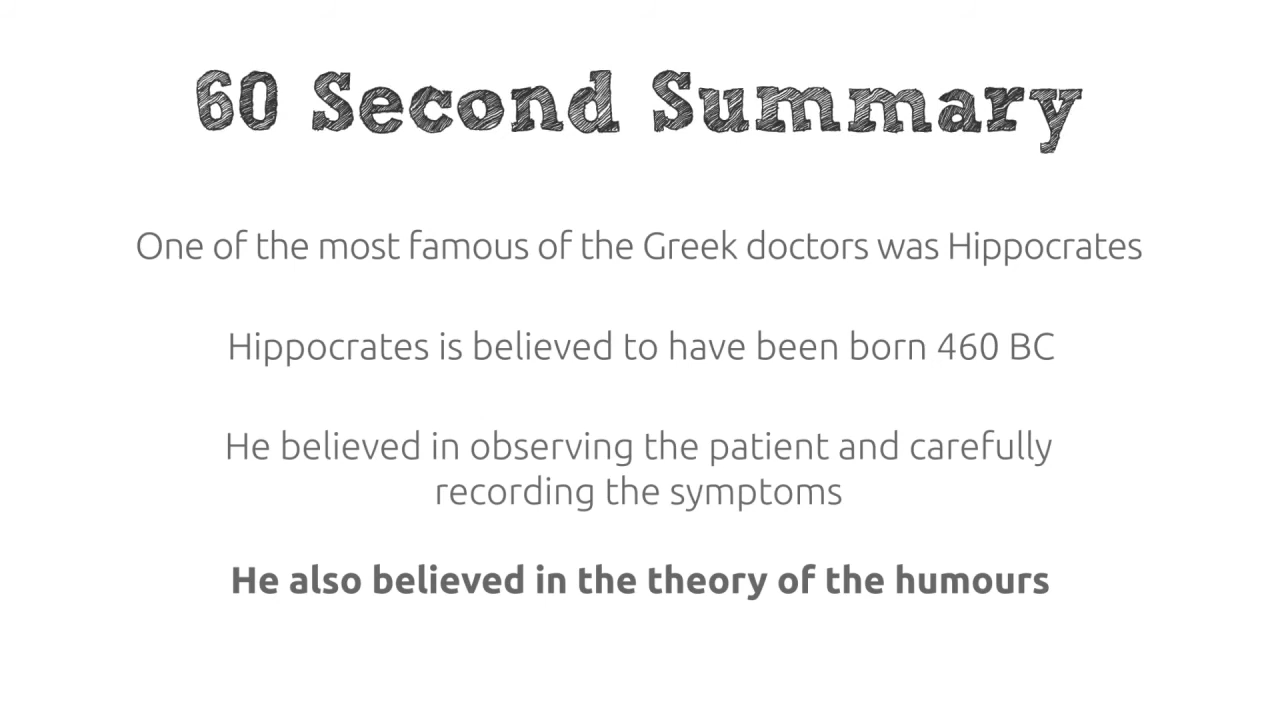 60 Second Summary
One of the most famous of the Greek doctors was Hippocrates
Hippocrates is believed to have been born 460 BC
He believed in observing the patient and carefully
recording the symptoms
He also believed in the theory of the humours